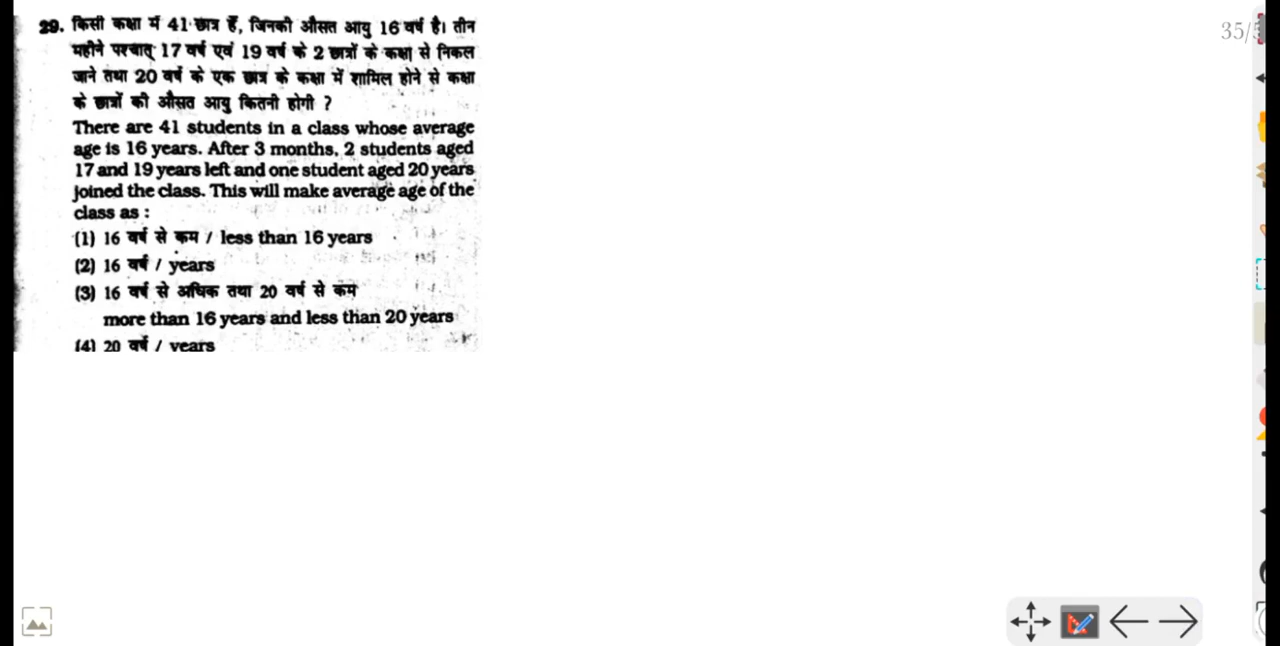 35/
29. किसी कक्षा में 41 छात्र हैं, जिनकी औसत आयु 16 वर्ष है। तीन
महीने पश्चात् 17 वर्ष एवं 19 वर्ष के 2 छात्रों के कक्षा से निकल
जाने तथा 20 वर्ष के एक छात्र के कक्षा में शामिल होने से कक्षा
के छात्रों की औसत आयु कितनी होगी ?
There are 41 students in a class whose average
age is 16 years. After 3 months, 2 students aged
17 and 19 years left and one student aged 20 years
joined the class. This will make average age of the
class as :
(1) 16 वर्ष से कम / less than 16 years
(2) 16 वर्ष / years
(3) 16 वर्ष से अधिक तथा 20 वर्ष से कम
more than 16 years and less than 20 years
(4) 20 वर्ष / years